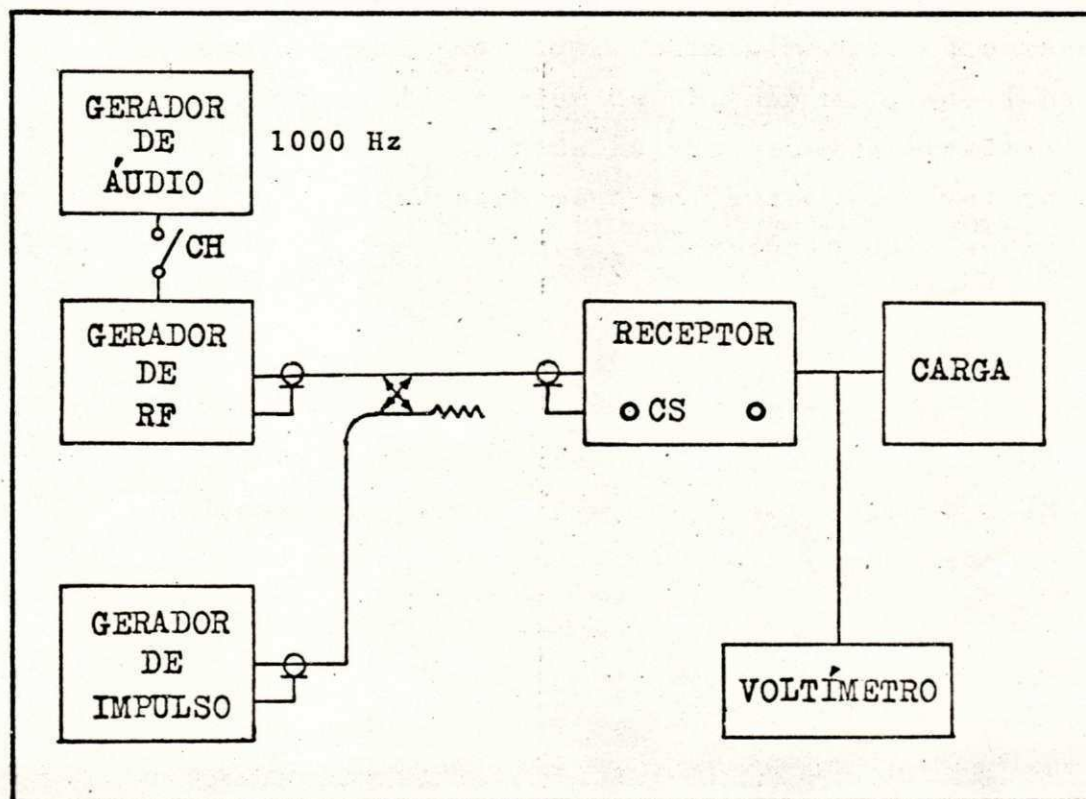 GERADOR
DE
ÁUDIO
1000 Hz
CH
GERADOR
DE
RF
RECEPTOR
CS
CARGA
GERADOR
DE
IMPULSO
VOLTÍMETRO